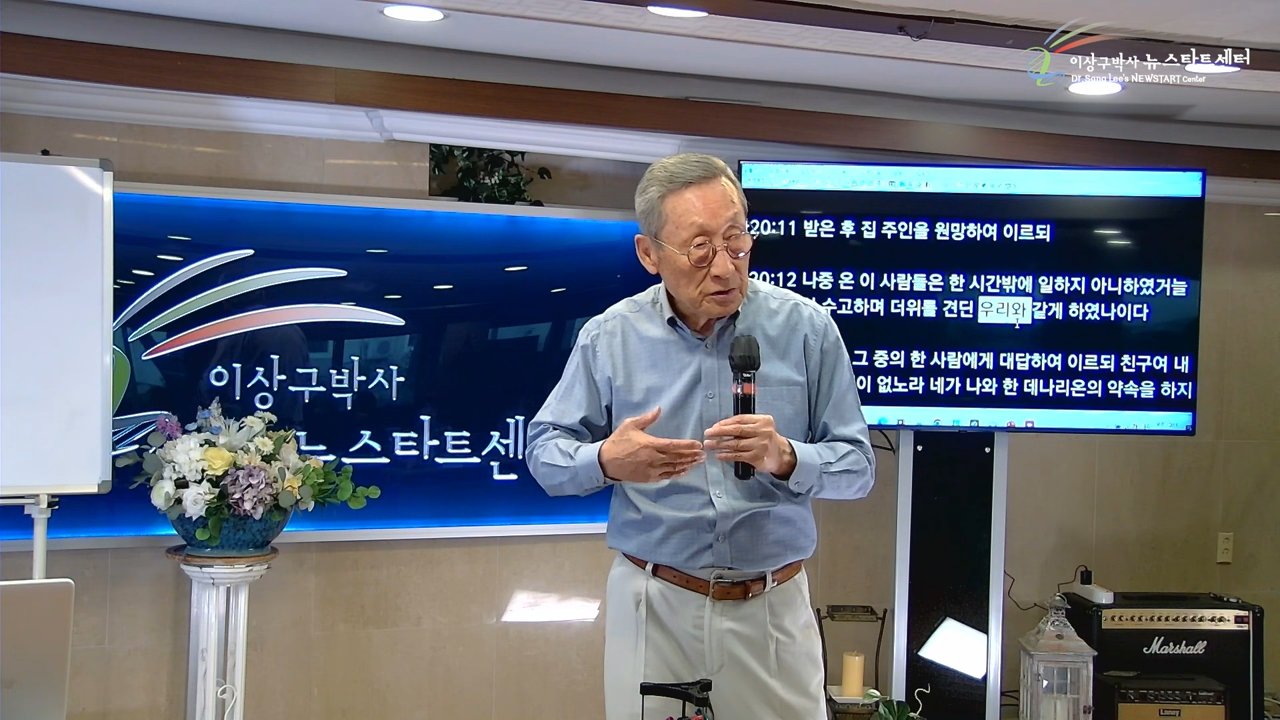 이상구박사 뉴스타트센터
Dr. Sang Lee's NEWSTART Center
20:11 받은 후 집 주인을 원망하여 이르되
20:12 나중 온 이 사람들은 한 시간밖에 일하지 아니하였거늘
수고하며 더위를 견딘 우리와 같게 하였나이다
그 중의 한 사람에게 대답하여 이르되 친구여 내
이 없노라 네가 나와 한 데나리온의 약속을 하지
이상구박사
뉴스타트센
Marshall
Laney